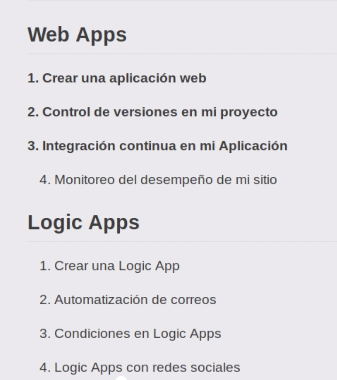 Web Apps
1. Crear una aplicación web
2. Control de versiones en mi proyecto
3. Integración continua en mi Aplicación
4. Monitoreo del desempeño de mi sitio
Logic Apps
1. Crear una Logic App
2. Automatización de correos
3. Condiciones en Logic Apps
4. Logic Apps con redes sociales